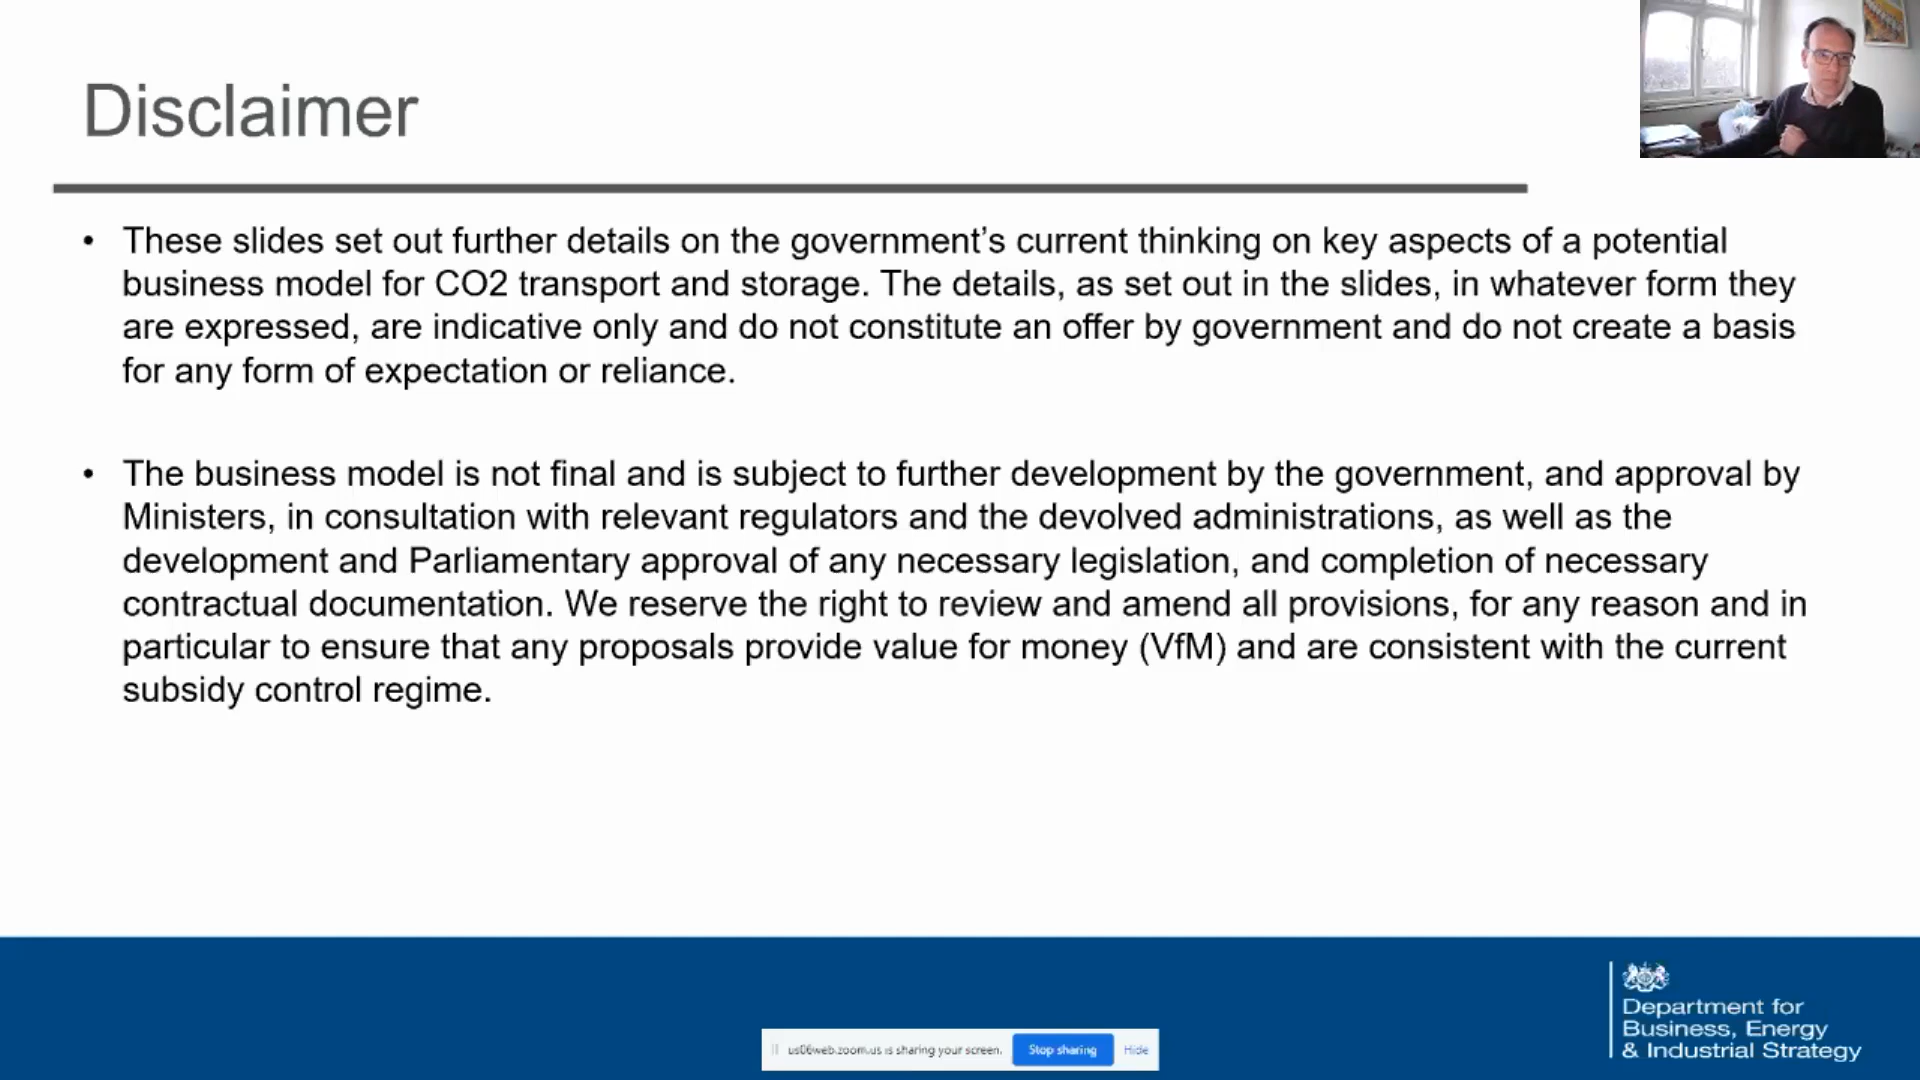 Disclaimer
• These slides set out further details on the government’s current thinking on key aspects of a potential
business model for CO2 transport and storage. The details, as set out in the slides, in whatever form they
are expressed, are indicative only and do not constitute an offer by government and do not create a basis
for any form of expectation or reliance.
• The business model is not final and is subject to further development by the government, and approval by
Ministers, in consultation with relevant regulators and the devolved administrations, as well as the
development and Parliamentary approval of any necessary legislation, and completion of necessary
contractual documentation. We reserve the right to review and amend all provisions, for any reason and in
particular to ensure that any proposals provide value for money (VfM) and are consistent with the current
subsidy control regime.
Department for
Business, Energy
& Industrial Strategy
us06web.zoom.us is sharing your screen.
Stop sharing
Hide